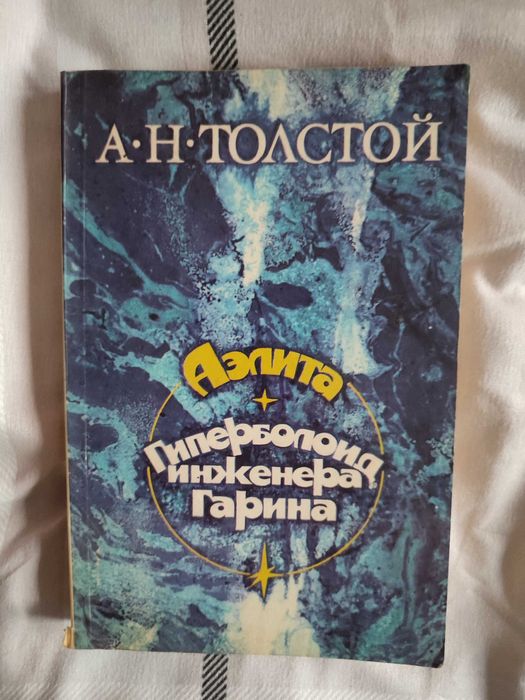 А·Н·ТОЛСТОЙ
Аэлита
Гиперболоид
инженера
Гарина